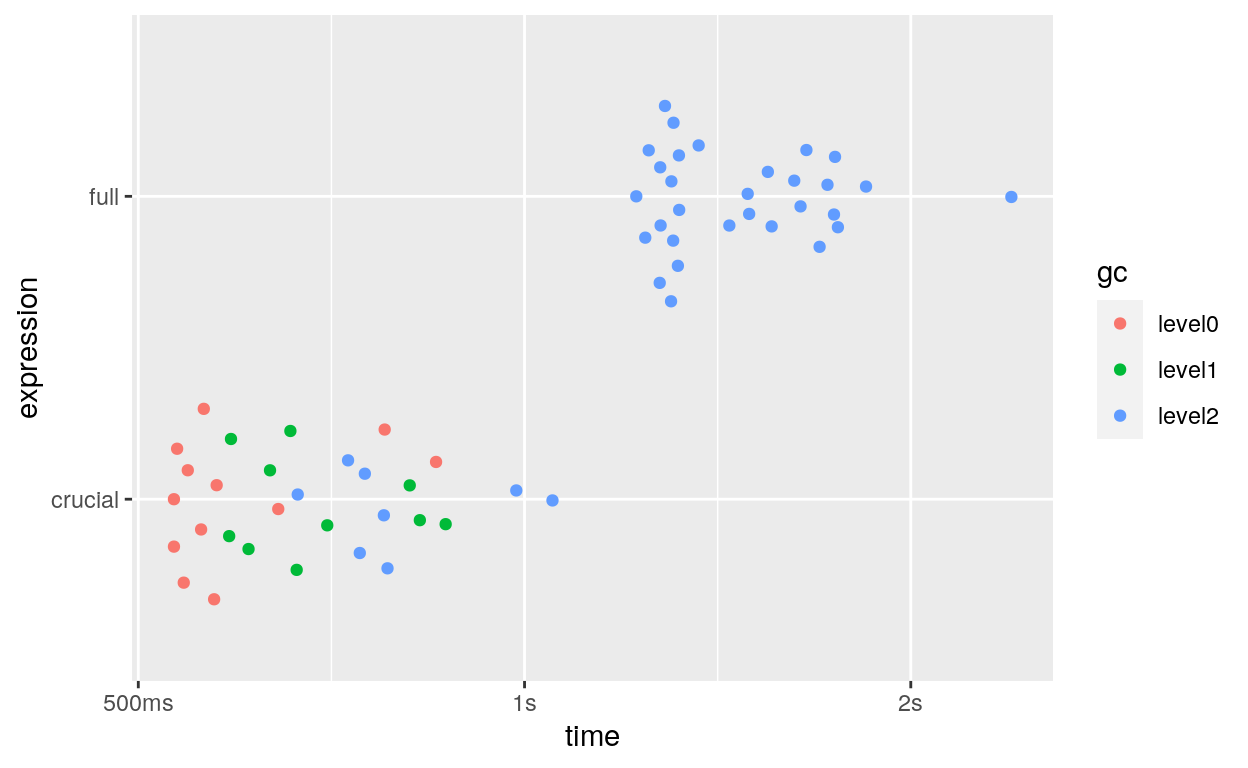 expression
full
crucial
500ms
1s
2s
time
gc
level0
level1
level2